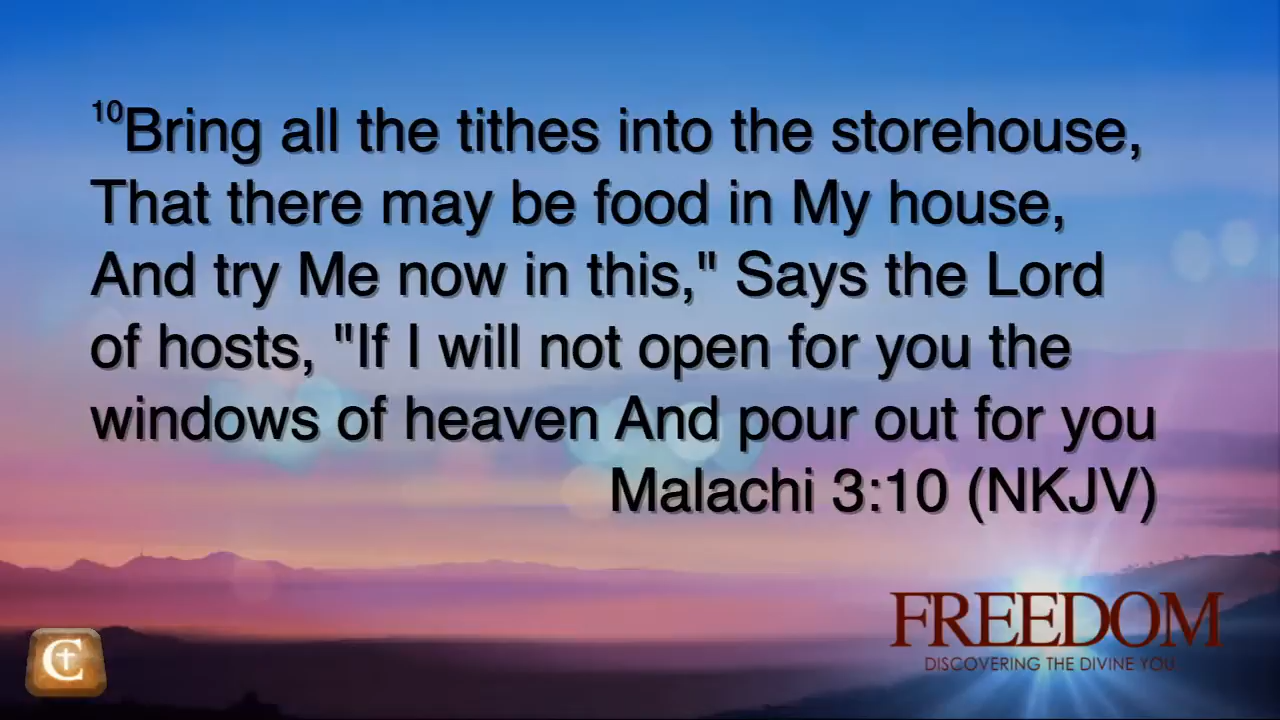 10Bring all the tithes into the storehouse,
That there may be food in My house,
And try Me now in this," Says the Lord
of hosts, "If I will not open for you the
windows of heaven And pour out for you
Malachi 3:10 (NKJV)
FREEDOM
DISCOVERING THE DIVINE YOU
C